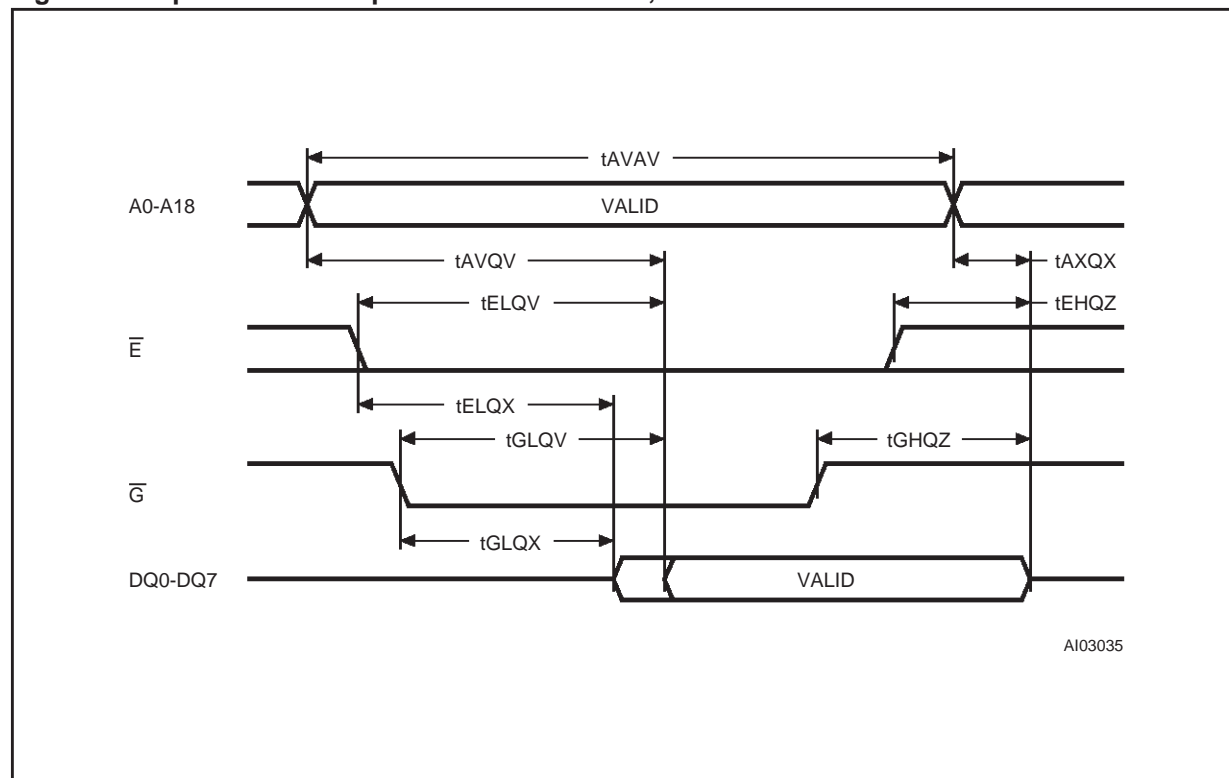 tAVAV
A0-A18
VALID
tAVQV
tAXQX
tELQV
tEHQZ
E̅
tELQX
tGLQV
tGHQZ
G̅
tGLQX
DQ0-DQ7
VALID
AI03035